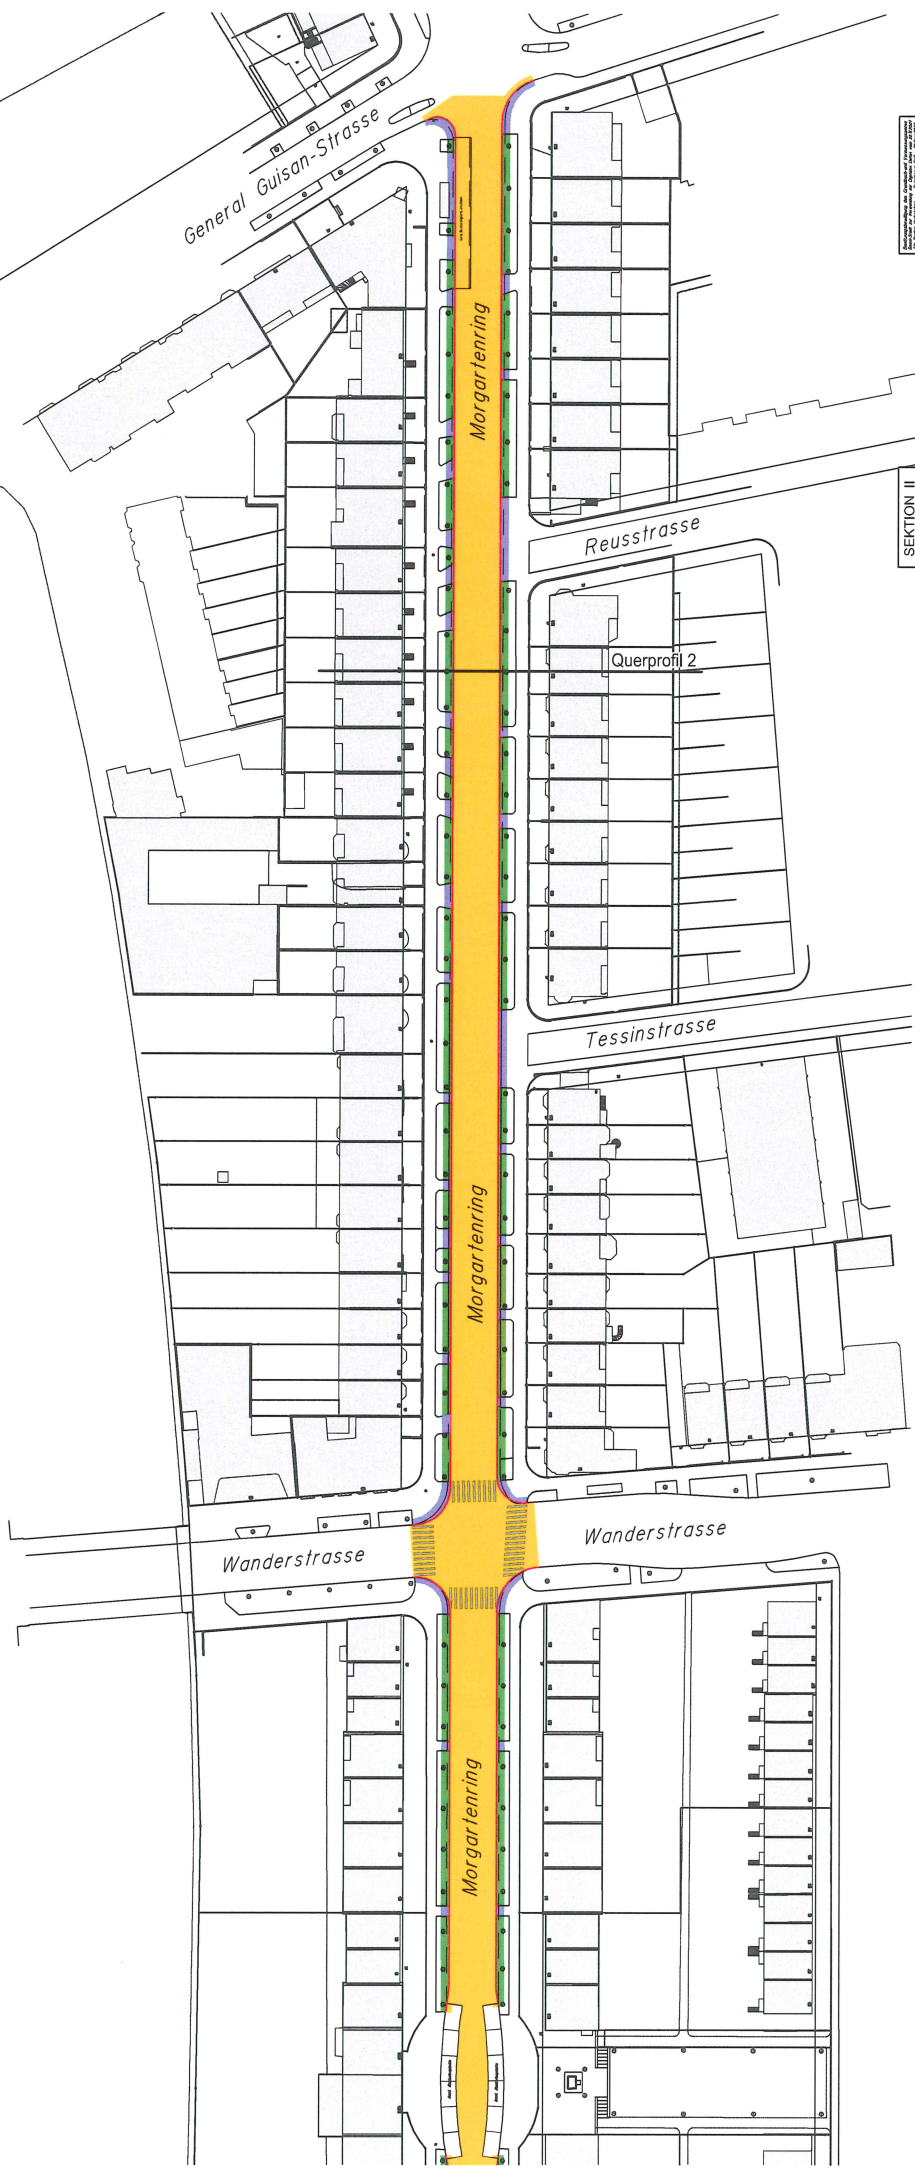 General Guisan-Strasse
Morgartenring
Reusstrasse
SEKTION II
Querprofil 2
Tessinstrasse
Morgartenring
Wanderstrasse
Wanderstrasse
Morgartenring